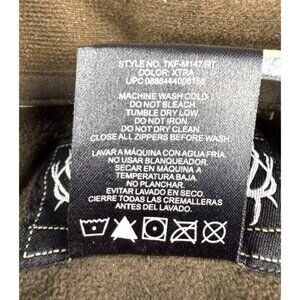 STYLE NO. TKF-M147/RT
COLOR: XTRA
UPC 0886444006758
MACHINE WASH COLD
DO NOT BLEACH
TUMBLE DRY LOW
DO NOT IRON.
DO NOT DRY CLEAN
CLOSE ALL ZIPPERS BEFORE WASH
LAVAR A MÁQUINA CON AGUA FRÍA.
NO USAR BLANQUEADOR.
SECAR EN MÁQUINA A
TEMPERATURA BAJA.
NO PLANCHAR.
EVITAR LAVADO EN SECO.
CIERRE TODAS LAS CREMALLERAS
ANTES DEL LAVADO.